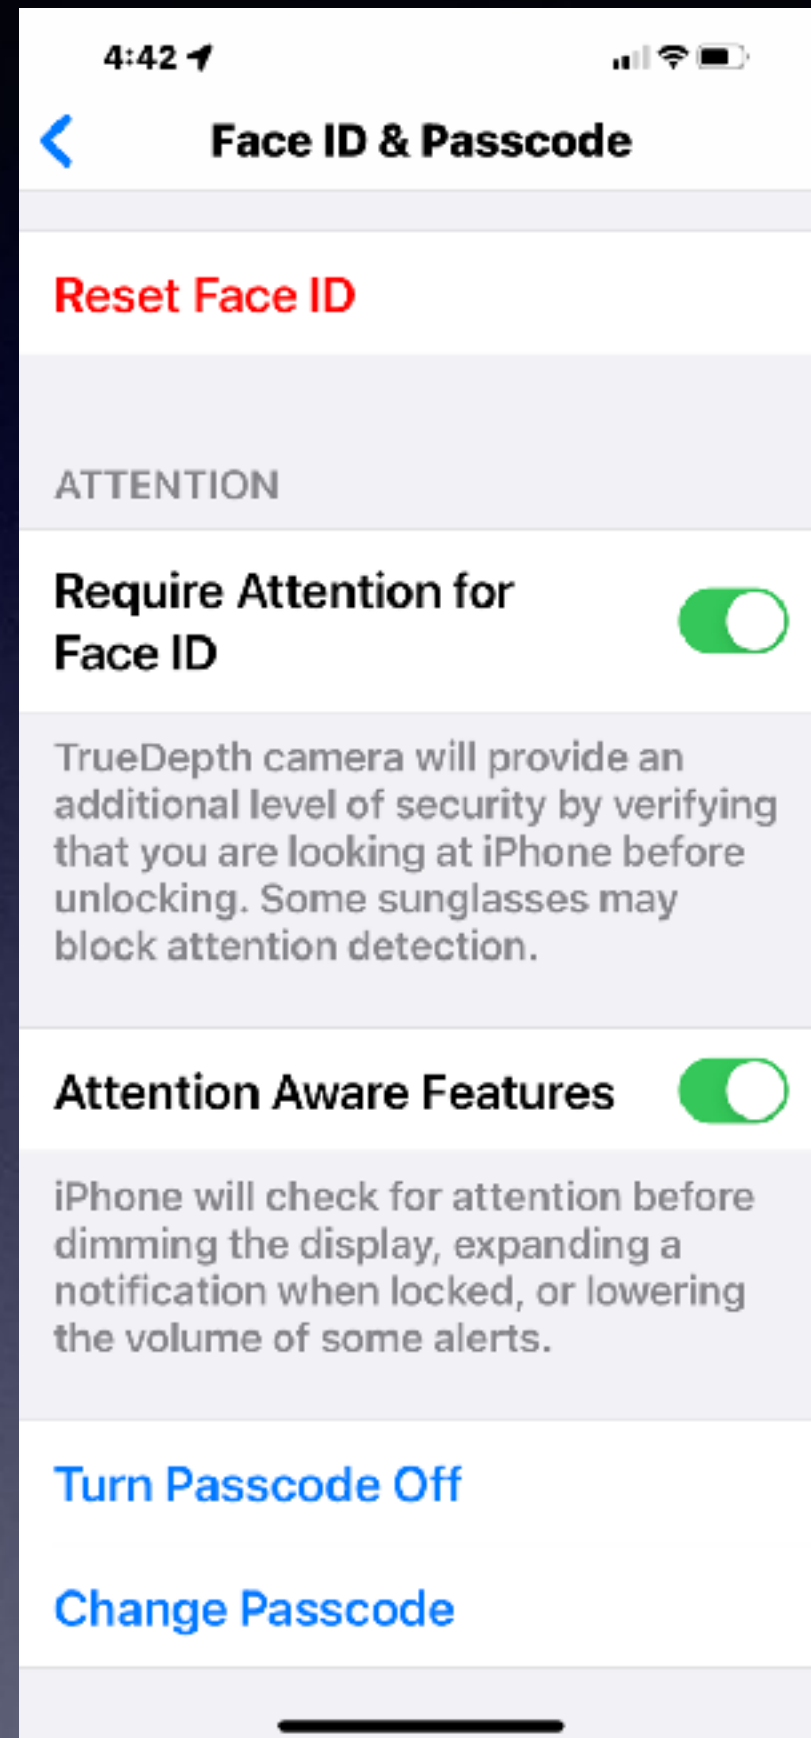 4:42
Face ID & Passcode
Reset Face ID
ATTENTION
Require Attention for
Face ID
TrueDepth camera will provide an
additional level of security by verifying
that you are looking at iPhone before
unlocking. Some sunglasses may
block attention detection.
Attention Aware Features
iPhone will check for attention before
dimming the display, expanding a
notification when locked, or lowering
the volume of some alerts.
Turn Passcode Off
Change Passcode